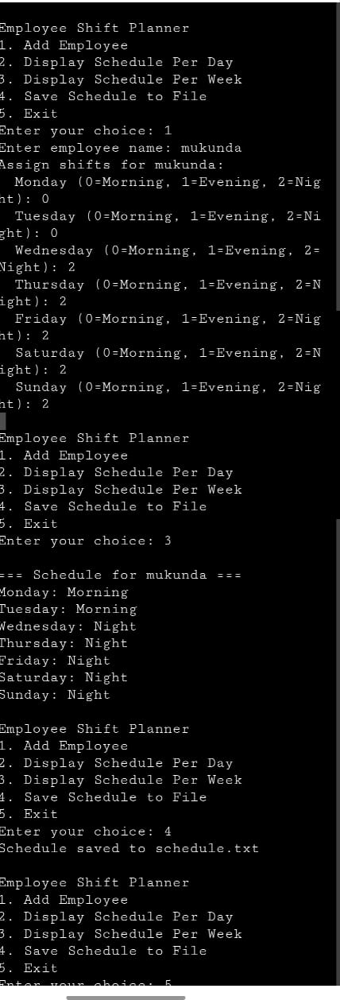 Employee Shift Planner
1. Add Employee
2. Display Schedule Per Day
3. Display Schedule Per Week
4. Save Schedule to File
5. Exit
Enter your choice: 1
Enter employee name: mukunda
Assign shifts for mukunda:
  Monday (0=Morning, 1=Evening, 2=Nig
ht): 0
  Tuesday (0=Morning, 1=Evening, 2=Ni
ght): 0
  Wednesday (0=Morning, 1=Evening, 2=
Night): 2
  Thursday (0=Morning, 1=Evening, 2=N
ight): 2
  Friday (0=Morning, 1=Evening, 2=Nig
ht): 2
  Saturday (0=Morning, 1=Evening, 2=N
ight): 2
  Sunday (0=Morning, 1=Evening, 2=Nig
ht): 2
Employee Shift Planner
1. Add Employee
2. Display Schedule Per Day
3. Display Schedule Per Week
4. Save Schedule to File
5. Exit
Enter your choice: 3
=== Schedule for mukunda ===
Monday: Morning
Tuesday: Morning
Wednesday: Night
Thursday: Night
Friday: Night
Saturday: Night
Sunday: Night
Employee Shift Planner
1. Add Employee
2. Display Schedule Per Day
3. Display Schedule Per Week
4. Save Schedule to File
5. Exit
Enter your choice: 4
Schedule saved to schedule.txt
Employee Shift Planner
1. Add Employee
2. Display Schedule Per Day
3. Display Schedule Per Week
4. Save Schedule to File
5. Exit
Enter your choice: 5